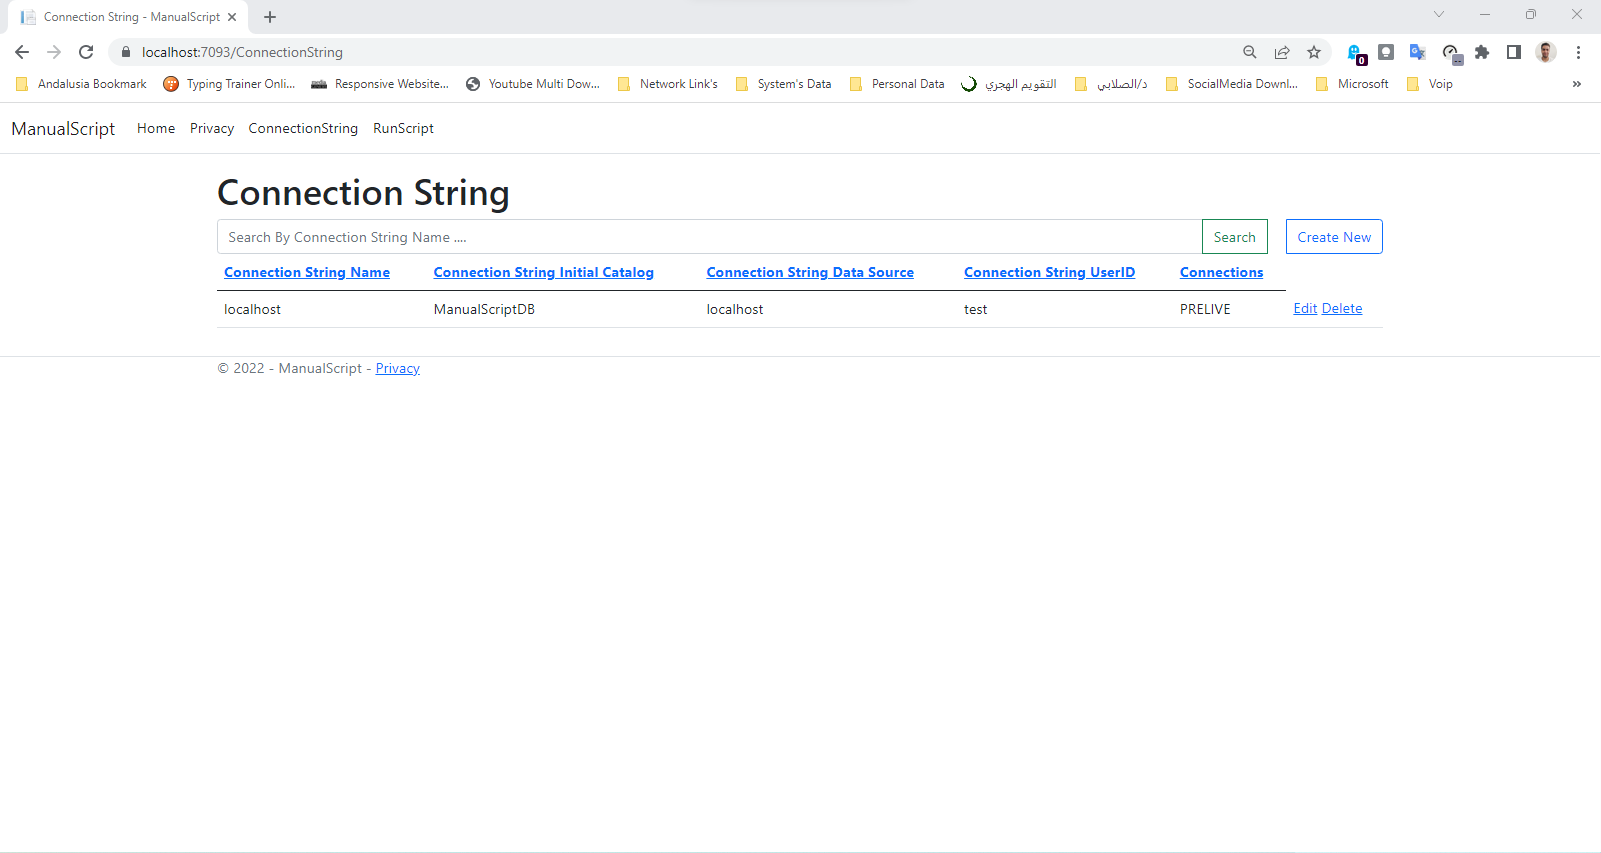 Connection String - ManualScript
localhost:7093/ConnectionString
0
Andalusia Bookmark Typing Trainer Onli... Responsive Website... Youtube Multi Dow... Network Link's System's Data Personal Data التقويم الهجري د/الصلابي SocialMedia Downl... Microsoft Voip »
ManualScript Home Privacy ConnectionString RunScript
Connection String
Search By Connection String Name .... Search Create New
Connection String Name Connection String Initial Catalog Connection String Data Source Connection String UserID Connections
localhost ManualScriptDB localhost test PRELIVE Edit Delete
© 2022 - ManualScript - Privacy